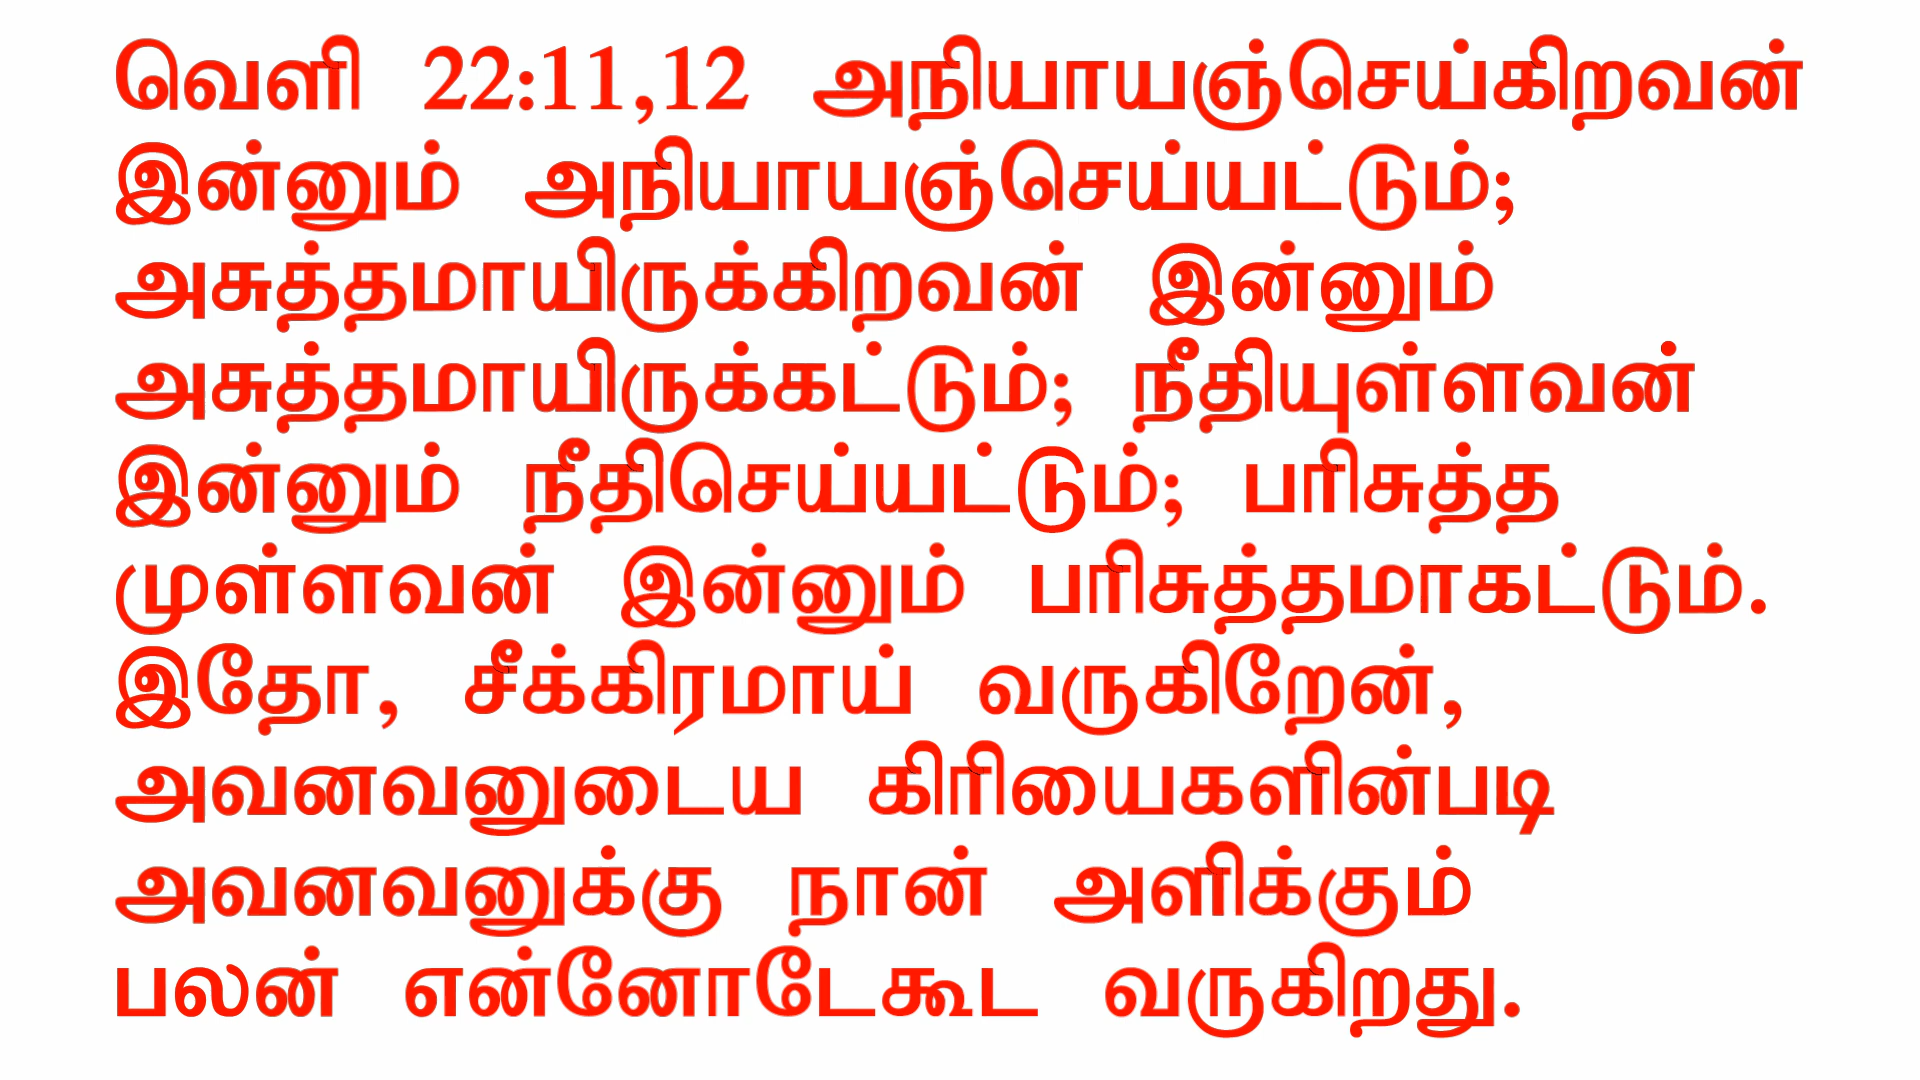 வெளி 22:11,12 அநியாயஞ்செய்கிறவன்
இன்னும் அநியாயஞ்செய்யட்டும்;
அசுத்தமாயிருக்கிறவன் இன்னும்
அசுத்தமாயிருக்கட்டும்; நீதியுள்ளவன்
இன்னும் நீதிசெய்யட்டும்; பரிசுத்த
முள்ளவன் இன்னும் பரிசுத்தமாகட்டும்.
இதோ, சீக்கிரமாய் வருகிறேன்,
அவனவனுடைய கிரியைகளின்படி
அவனவனுக்கு நான் அளிக்கும்
பலன் என்னோடேகூட வருகிறது.